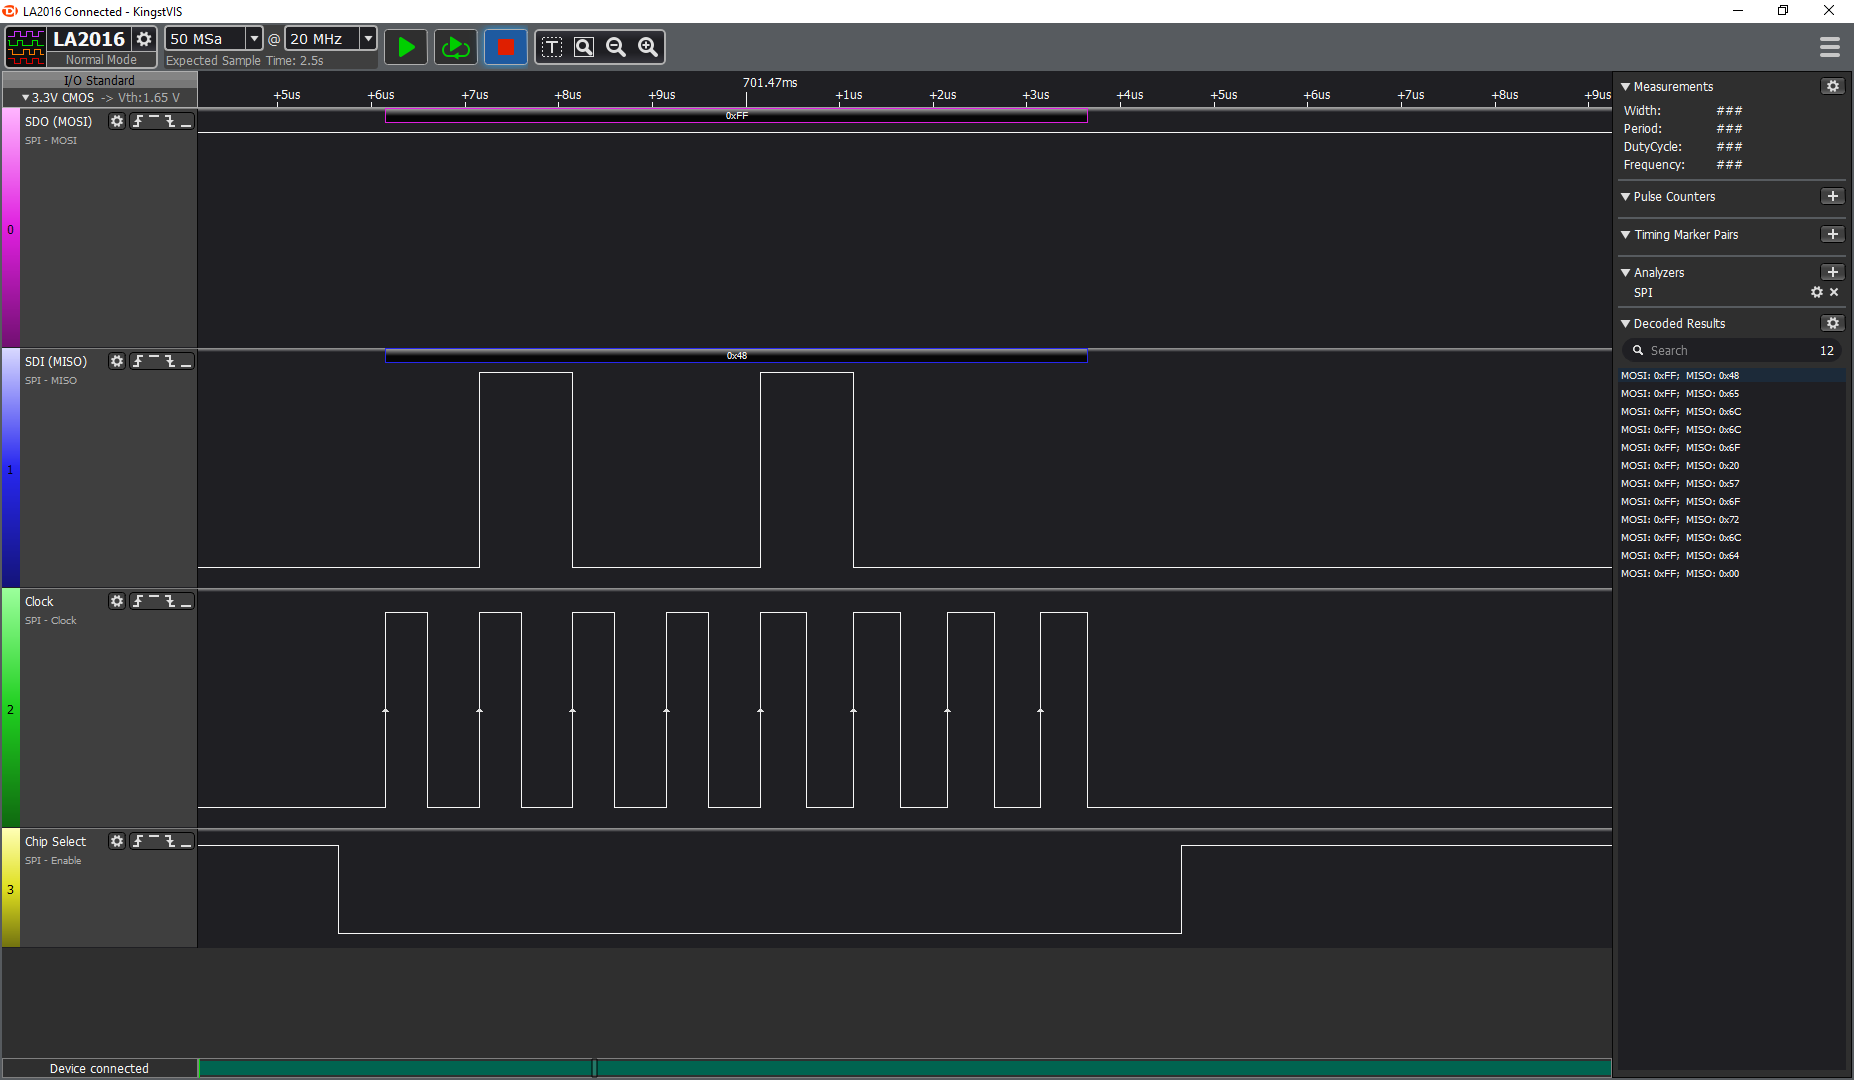 LA2016 Connected - KingstVIS
LA2016
Normal Mode
50 MSa @ 20 MHz
Expected Sample Time: 2.5s
T
I/O Standard
3.3V CMOS -> Vth:1.65 V
701.47ms
+5us +6us +7us +8us +9us +1us +2us +3us +4us +5us +6us +7us +8us +9us
SDO (MOSI)
SPI - MOSI
0
0xFF
SDI (MISO)
SPI - MISO
1
0x48
Clock
SPI - Clock
2
Chip Select
SPI - Enable
3
Device connected
Measurements
Width: ###
Period: ###
DutyCycle: ###
Frequency: ###
Pulse Counters
Timing Marker Pairs
Analyzers
SPI
Decoded Results
Search 12
MOSI: 0xFF; MISO: 0x48
MOSI: 0xFF; MISO: 0x65
MOSI: 0xFF; MISO: 0x6C
MOSI: 0xFF; MISO: 0x6C
MOSI: 0xFF; MISO: 0x6F
MOSI: 0xFF; MISO: 0x20
MOSI: 0xFF; MISO: 0x57
MOSI: 0xFF; MISO: 0x6F
MOSI: 0xFF; MISO: 0x72
MOSI: 0xFF; MISO: 0x6C
MOSI: 0xFF; MISO: 0x64
MOSI: 0xFF; MISO: 0x00